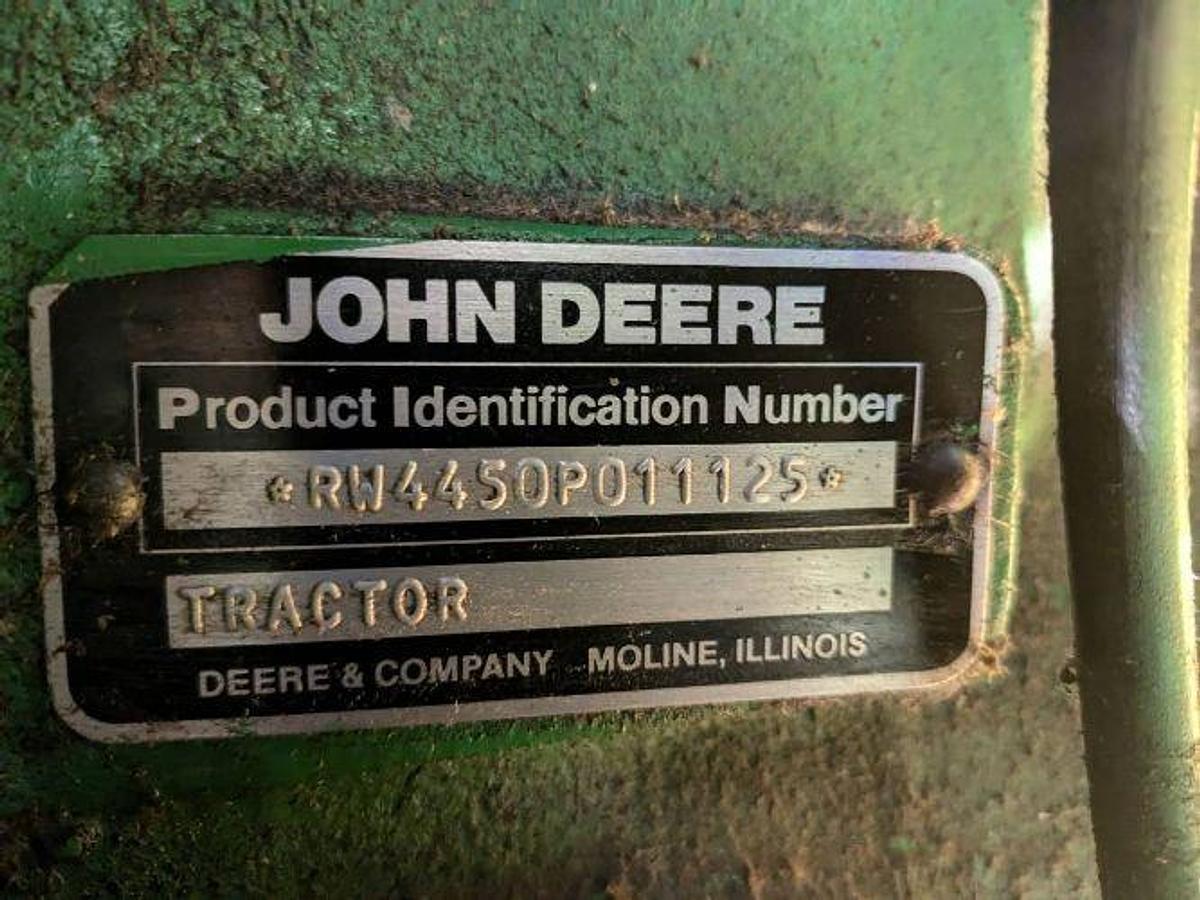 JOHN DEERE
Product Identification Number
*RW4450P011125*
TRACTOR
DEERE & COMPANY MOLINE, ILLINOIS